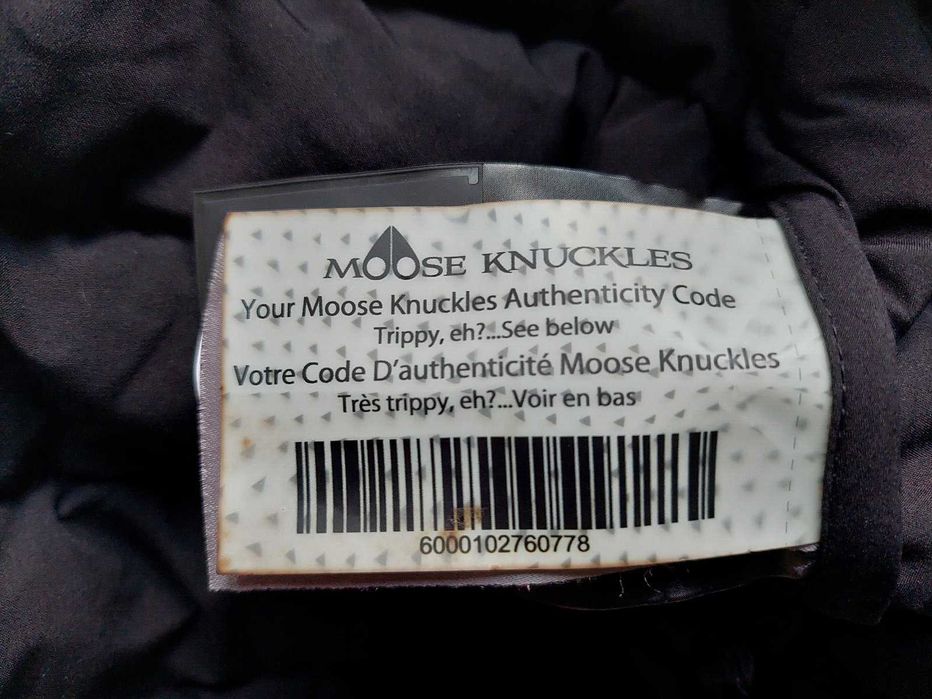 MOOSE KNUCKLES
Your Moose Knuckles Authenticity Code
Trippy, eh?...See below
Votre Code D'authenticité Moose Knuckles
Très trippy, eh?...Voir en bas
6000102760778